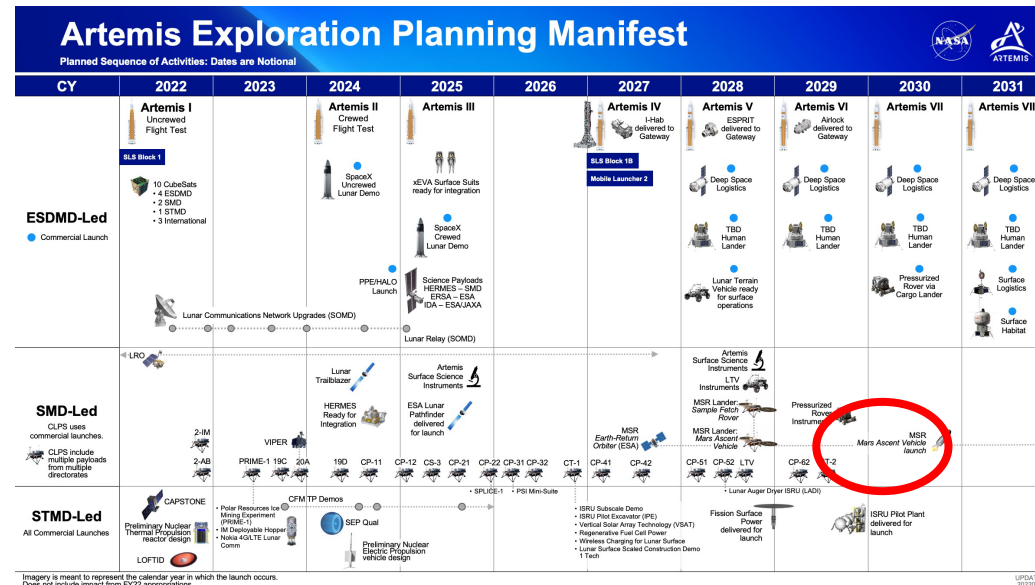 Artemis Exploration Planning Manifest
Planned Sequence of Activities: Dates are Notional
NASA
ARTEMIS
CY
2022
2023
2024
2025
2026
2027
2028
2029
2030
2031
ESDMD-Led
Commercial Launch
Artemis I
Uncrewed
Flight Test
SLS Block 1
10 CubeSats
• 4 ESDMD
• 2 SMD
• 1 STMD
• 3 International
Artemis II
Crewed
Flight Test
SpaceX
Uncrewed
Lunar Demo
PPE/HALO
Launch
Artemis III
xEVA Surface Suits
ready for integration
SpaceX
Crewed
Lunar Demo
Science Payloads
HERMES – SMD
ERSA – ESA
IDA – ESA/JAXA
Lunar Communications Network Upgrades (SOMD)
Lunar Relay (SOMD)
Artemis IV
I-Hab
delivered to
Gateway
SLS Block 1B
Mobile Launcher 2
Artemis V
ESPRIT
delivered to
Gateway
Deep Space
Logistics
TBD
Human
Lander
Lunar Terrain
Vehicle ready
for surface
operations
Artemis VI
Airlock
delivered to
Gateway
Deep Space
Logistics
TBD
Human
Lander
Artemis VII
Deep Space
Logistics
TBD
Human
Lander
Pressurized
Rover via
Cargo Lander
Artemis VII
Deep Space
Logistics
TBD
Human
Lander
Surface
Logistics
Surface
Habitat
SMD-Led
CLPS uses
commercial launches.
CLPS include
multiple payloads
from multiple
directorates
LRO
2-IM
2-AB
VIPER
PRIME-1
19C
20A
Lunar
Trailblazer
HERMES
Ready for
Integration
19D
CP-11
Artemis
Surface Science
Instruments
ESA Lunar
Pathfinder
delivered
for launch
CP-12
CS-3
CP-21
CP-22
CP-31
CP-32
CT-1
MSR
Earth-Return
Orbiter (ESA)
CP-41
CP-42
Artemis
Surface Science
Instruments
LTV
Instruments
MSR Lander:
Sample Fetch
Rover
MSR Lander:
Mars Ascent
Vehicle
CP-51
CP-52
LTV
Pressurized
Rover
Instrume
CP-62
CT-2
MSR
Mars Ascent Vehicle
launch
STMD-Led
All Commercial Launches
CAPSTONE
Preliminary Nuclear
Thermal Propulsion
reactor design
LOFTID
CFM TP Demos
• Polar Resources Ice
Mining Experiment
(PRIME-1)
• IM Deployable Hopper
• Nokia 4G/LTE Lunar
Comm
SEP Qual
Preliminary Nuclear
Electric Propulsion
vehicle design
• SPLICE-1
• PSI Mini-Suite
• ISRU Subscale Demo
• ISRU Pilot Excavator (IPE)
• Vertical Solar Array Technology (VSAT)
• Regenerative Fuel Cell Power
• Wireless Charging for Lunar Surface
• Lunar Surface Scaled Construction Demo
1 Tech
• Lunar Auger Dryer ISRU (LADI)
Fission Surface
Power
delivered for
launch
ISRU Pilot Plant
delivered for
launch
Imagery is meant to represent the calendar year in which the launch occurs.
Does not include impact from FY22 appropriations
UPDAT